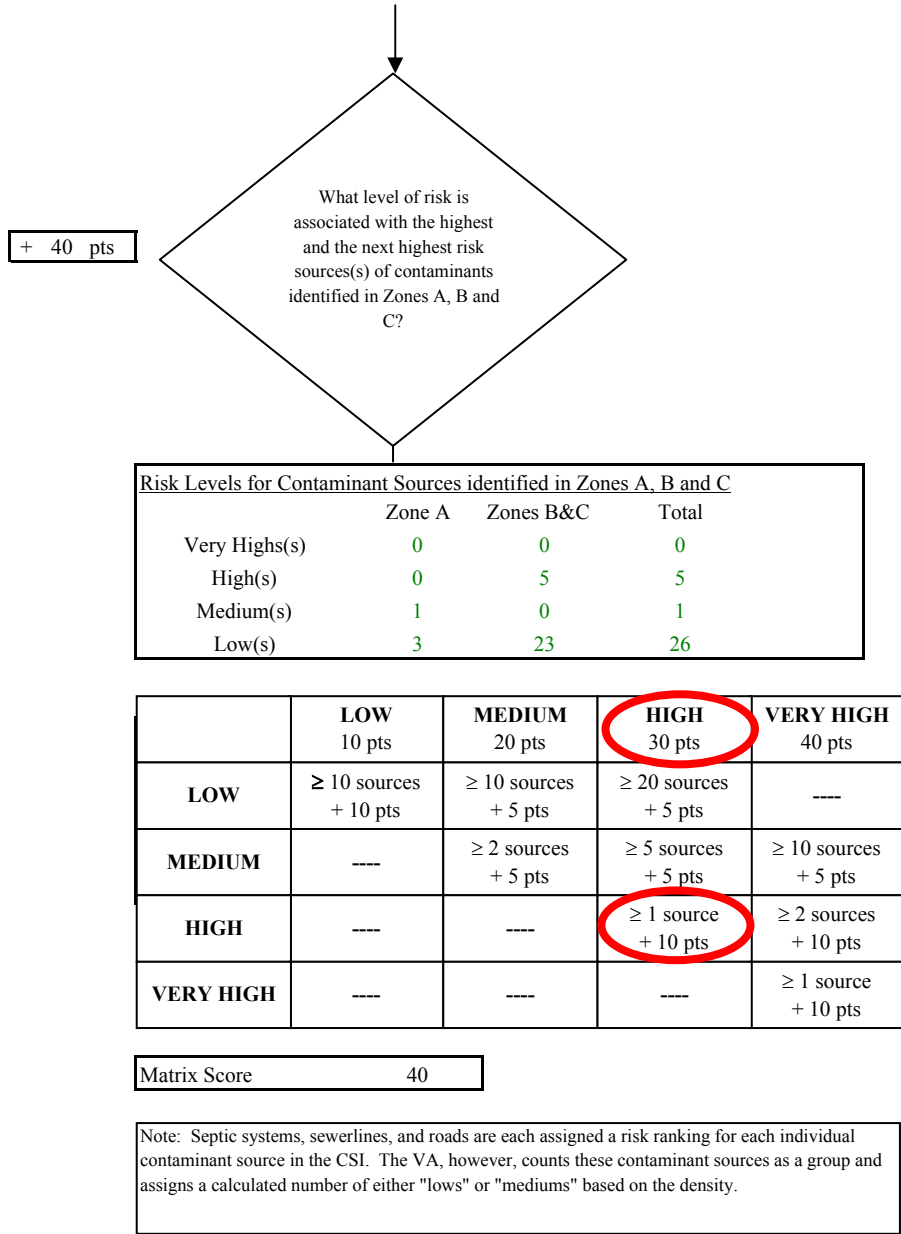 What level of risk is
associated with the highest
and the next highest risk
sources(s) of contaminants
identified in Zones A, B and
C?
+ 40 pts
Risk Levels for Contaminant Sources identified in Zones A, B and C
Zone A Zones B&C Total
Very Highs(s) 0 0 0
High(s) 0 5 5
Medium(s) 1 0 1
Low(s) 3 23 26
LOW MEDIUM HIGH VERY HIGH
10 pts 20 pts 30 pts 40 pts
LOW ≥ 10 sources ≥ 10 sources ≥ 20 sources ----
+ 10 pts + 5 pts + 5 pts
MEDIUM ---- ≥ 2 sources ≥ 5 sources ≥ 10 sources
+ 5 pts + 5 pts + 5 pts
HIGH ---- ---- ≥ 1 source ≥ 2 sources
+ 10 pts + 10 pts
VERY HIGH ---- ---- ---- ≥ 1 source
+ 10 pts
Matrix Score 40
Note: Septic systems, sewerlines, and roads are each assigned a risk ranking for each individual
contaminant source in the CSI. The VA, however, counts these contaminant sources as a group and
assigns a calculated number of either "lows" or "mediums" based on the density.